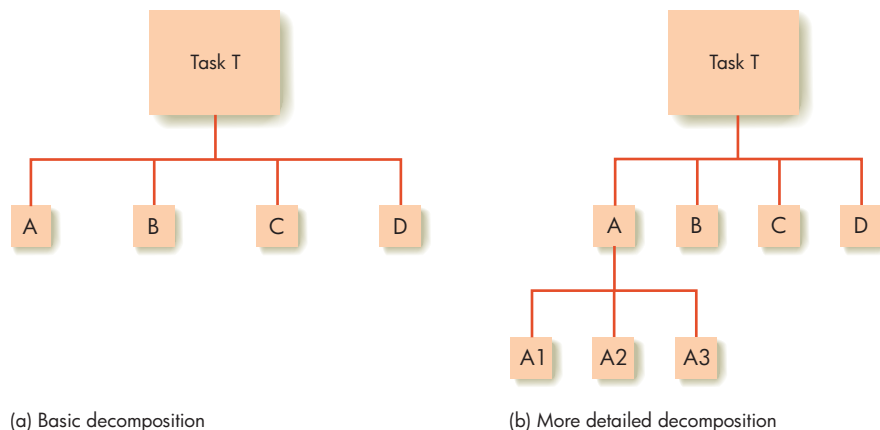 Task T
A
B
C
D
(a) Basic decomposition
Task T
A
B
C
D
A1
A2
A3
(b) More detailed decomposition